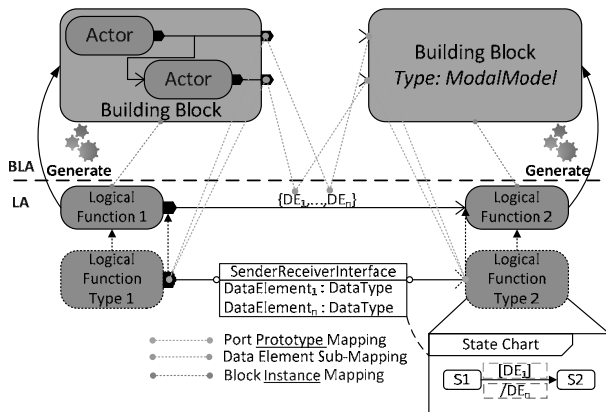 Actor
Actor
Building Block
Building Block
Type: ModalModel
Generate
Generate
BLA
LA
Logical
Function 1
{DE₁,...,DEₙ}
Logical
Function 2
Logical
Function
Type 1
SenderReceiverInterface
DataElement₁ : DataType
DataElementₙ : DataType
Logical
Function
Type 2
Port Prototype Mapping
Data Element Sub-Mapping
Block Instance Mapping
State Chart
S1
[DE₁]
/DEₙ
S2